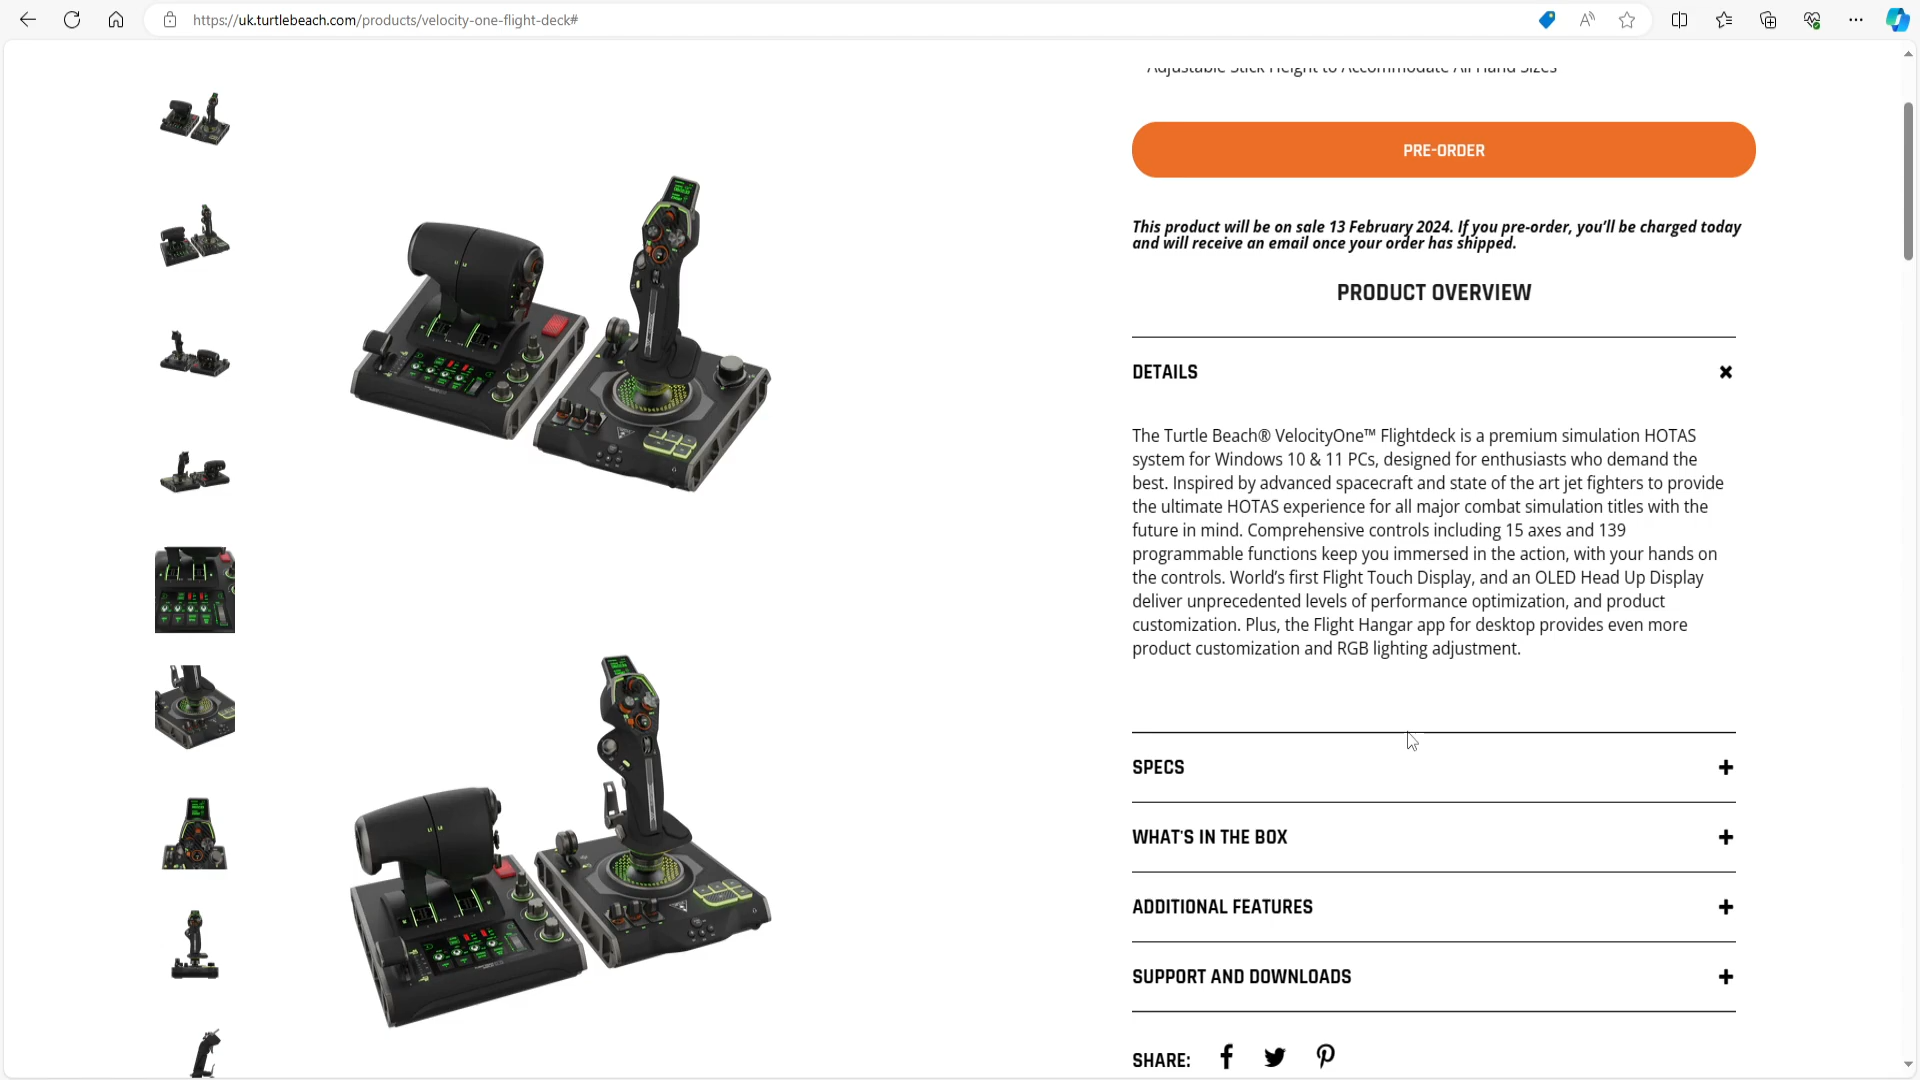 https://uk.turtlebeach.com/products/velocity-one-flight-deck#
Adjustable Stick Height to Accommodate All Hand Sizes
PRE-ORDER
This product will be on sale 13 February 2024. If you pre-order, you'll be charged today
and will receive an email once your order has shipped.
PRODUCT OVERVIEW
DETAILS
The Turtle Beach® VelocityOne™ Flightdeck is a premium simulation HOTAS
system for Windows 10 & 11 PCs, designed for enthusiasts who demand the
best. Inspired by advanced spacecraft and state of the art jet fighters to provide
the ultimate HOTAS experience for all major combat simulation titles with the
future in mind. Comprehensive controls including 15 axes and 139
programmable functions keep you immersed in the action, with your hands on
the controls. World's first Flight Touch Display, and an OLED Head Up Display
deliver unprecedented levels of performance optimization, and product
customization. Plus, the Flight Hangar app for desktop provides even more
product customization and RGB lighting adjustment.
SPECS
WHAT'S IN THE BOX
ADDITIONAL FEATURES
SUPPORT AND DOWNLOADS
SHARE: